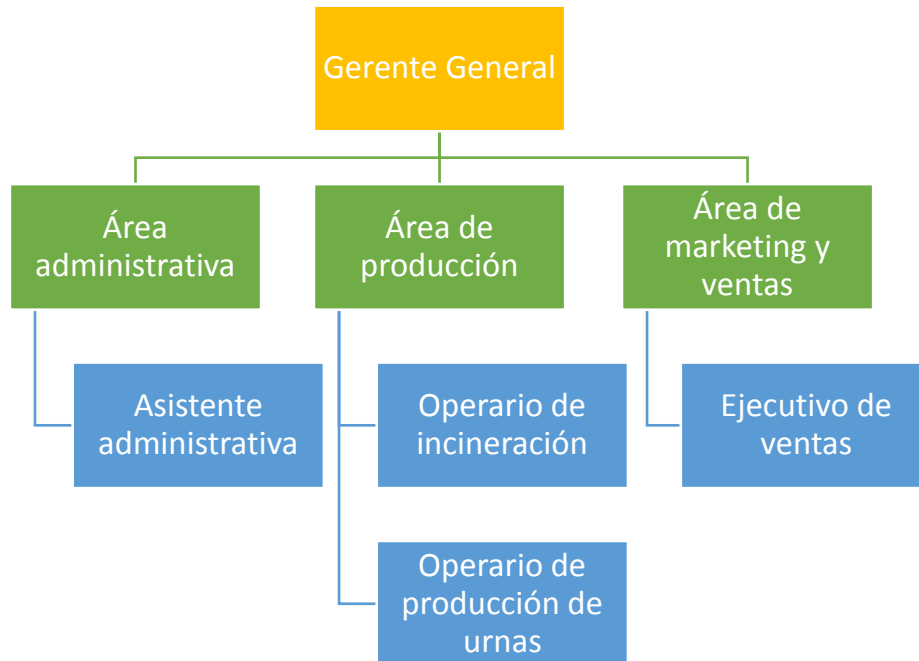 Gerente General
Área
administrativa
Área de
producción
Área de
marketing y
ventas
Asistente
administrativa
Operario de
incineración
Ejecutivo de
ventas
Operario de
producción de
urnas